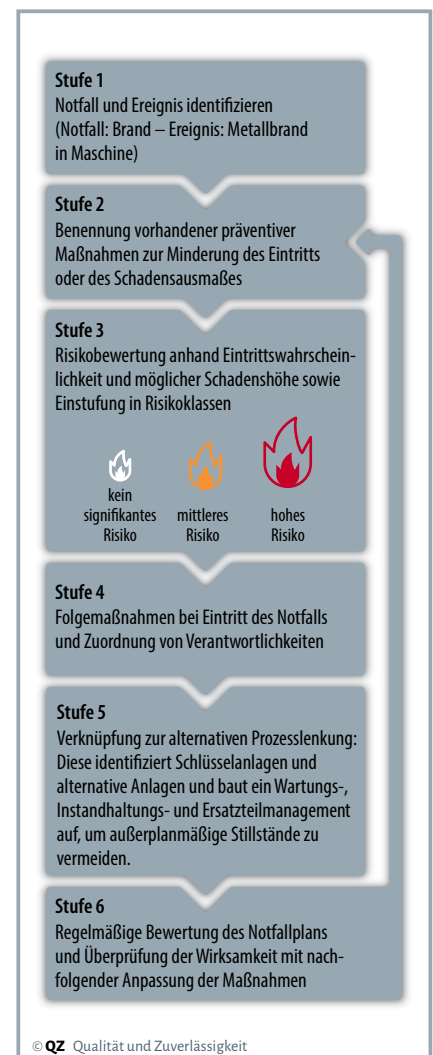 Stufe 1
Notfall und Ereignis identifizieren
(Notfall: Brand – Ereignis: Metallbrand
in Maschine)
Stufe 2
Benennung vorhandener präventiver
Maßnahmen zur Minderung des Eintritts
oder des Schadensausmaßes
Stufe 3
Risikobewertung anhand Eintrittswahrschein-
lichkeit und möglicher Schadenshöhe sowie
Einstufung in Risikoklassen
kein
signifikantes
Risiko
mittleres
Risiko
hohes
Risiko
Stufe 4
Folgemaßnahmen bei Eintritt des Notfalls
und Zuordnung von Verantwortlichkeiten
Stufe 5
Verknüpfung zur alternativen Prozesslenkung:
Diese identifiziert Schlüsselanlagen und
alternative Anlagen und baut ein Wartungs-,
Instandhaltungs- und Ersatzteilmanagement
auf, um außerplanmäßige Stillstände zu
vermeiden.
Stufe 6
Regelmäßige Bewertung des Notfallplans
und Überprüfung der Wirksamkeit mit nach-
folgender Anpassung der Maßnahmen
© QZ Qualität und Zuverlässigkeit